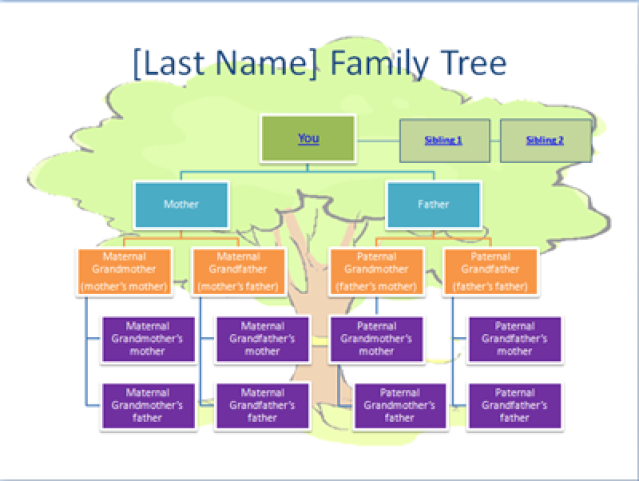 [Last Name] Family Tree
You
Sibling 1
Sibling 2
Mother
Father
Maternal
Grandmother
(mother's mother)
Maternal
Grandfather
(mother's father)
Paternal
Grandmother
(father's mother)
Paternal
Grandfather
(father's father)
Maternal
Grandmother's
mother
Maternal
Grandfather's
mother
Paternal
Grandmother's
mother
Paternal
Grandfather's
mother
Maternal
Grandmother's
father
Maternal
Grandfather's
father
Paternal
Grandmother's
father
Paternal
Grandfather's
father